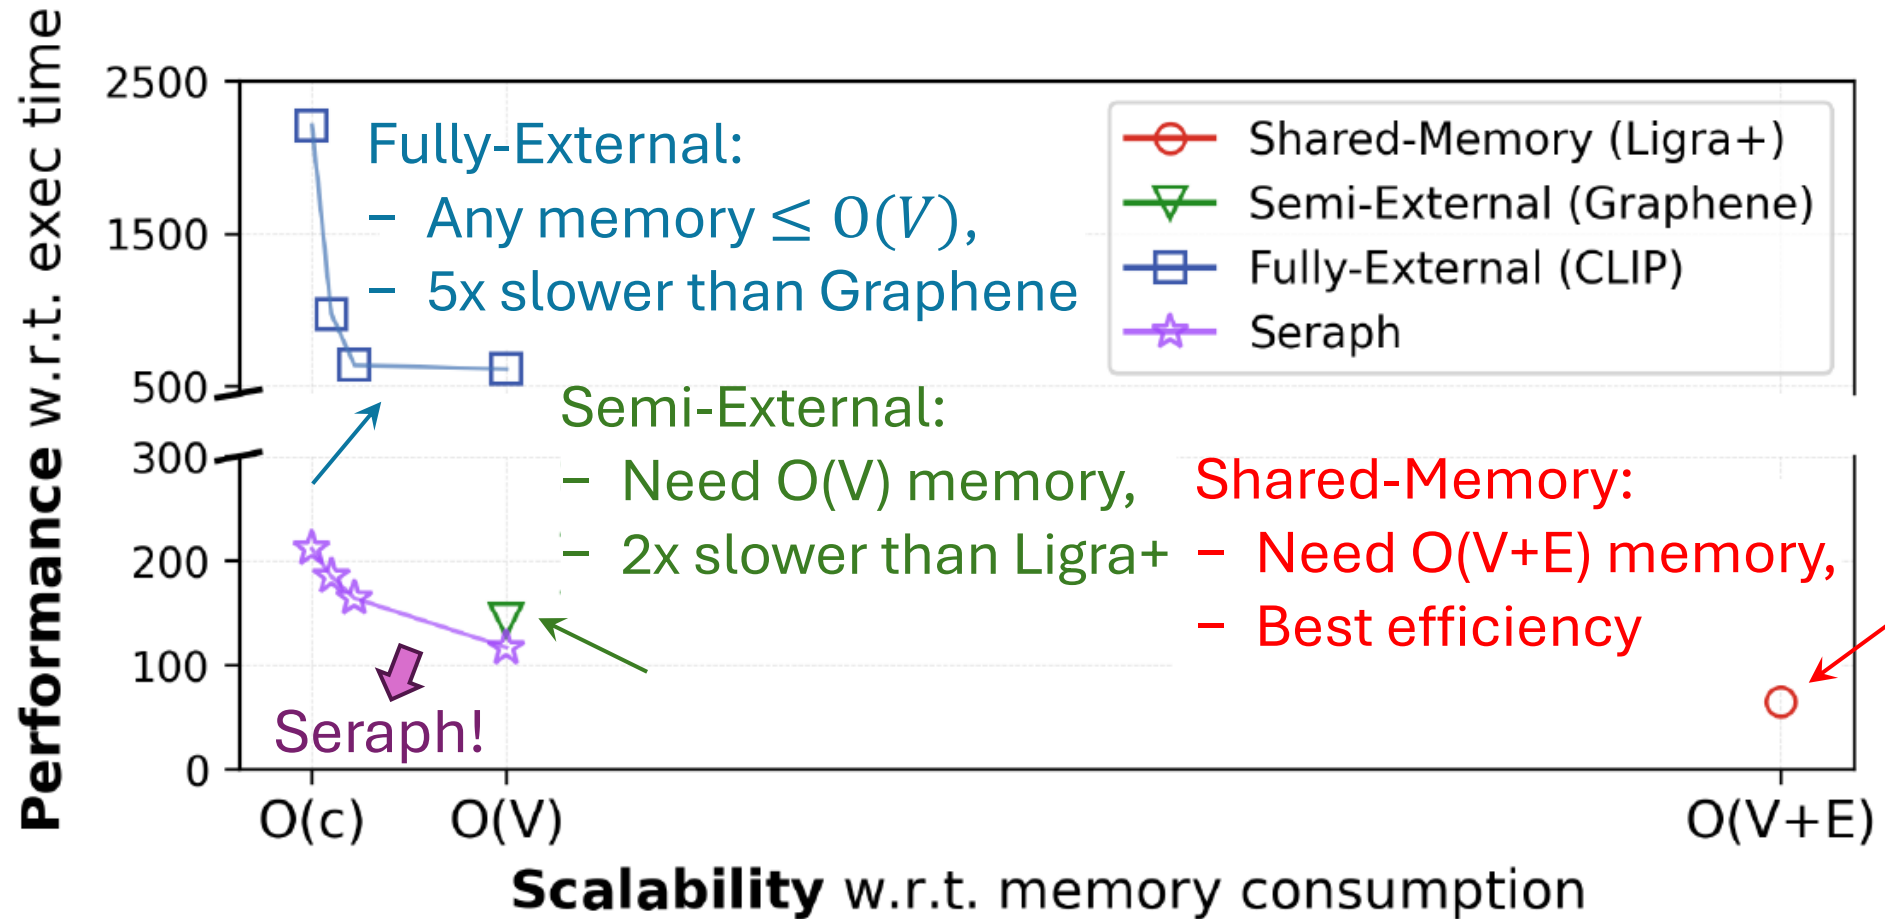 Performance w.r.t. exec time
2500
1500
500
300
200
100
0
Fully-External:
− Any memory ≤ O(V),
− 5x slower than Graphene
Shared-Memory (Ligra+)
Semi-External (Graphene)
Fully-External (CLIP)
Seraph
Semi-External:
− Need O(V) memory,
− 2x slower than Ligra+
Shared-Memory:
− Need O(V+E) memory,
− Best efficiency
Seraph!
O(c)
O(V)
O(V+E)
Scalability w.r.t. memory consumption